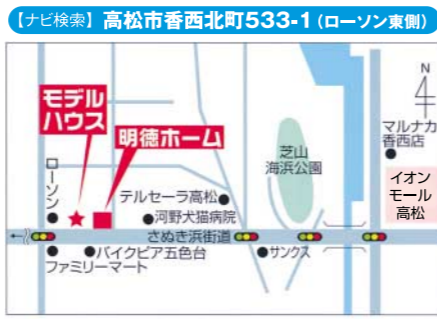 【ナビ検索】高松市香西北町533-1(ローソン東側)
N
モデル
ハウス
明徳ホーム
マルナカ
香西店
芝山
海浜公園
イオン
モール
高松
ローソン
テルセーラ高松
河野犬猫病院
さぬき浜街道
バイクピア五色台
サンクス
ファミリーマート